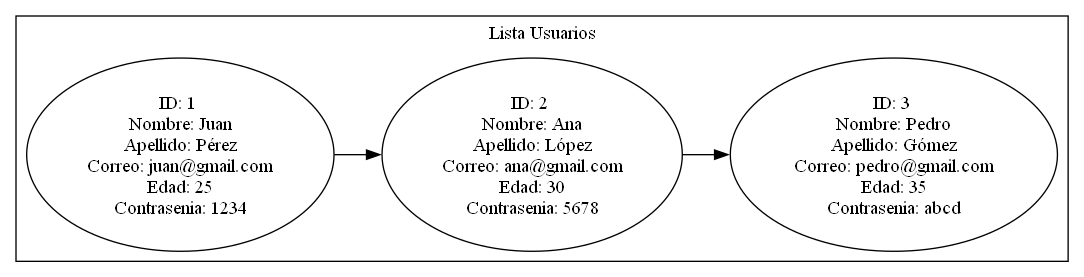 Lista Usuarios
ID: 1
Nombre: Juan
Apellido: Pérez
Correo: juan@gmail.com
Edad: 25
Contrasenia: 1234
ID: 2
Nombre: Ana
Apellido: López
Correo: ana@gmail.com
Edad: 30
Contrasenia: 5678
ID: 3
Nombre: Pedro
Apellido: Gómez
Correo: pedro@gmail.com
Edad: 35
Contrasenia: abcd